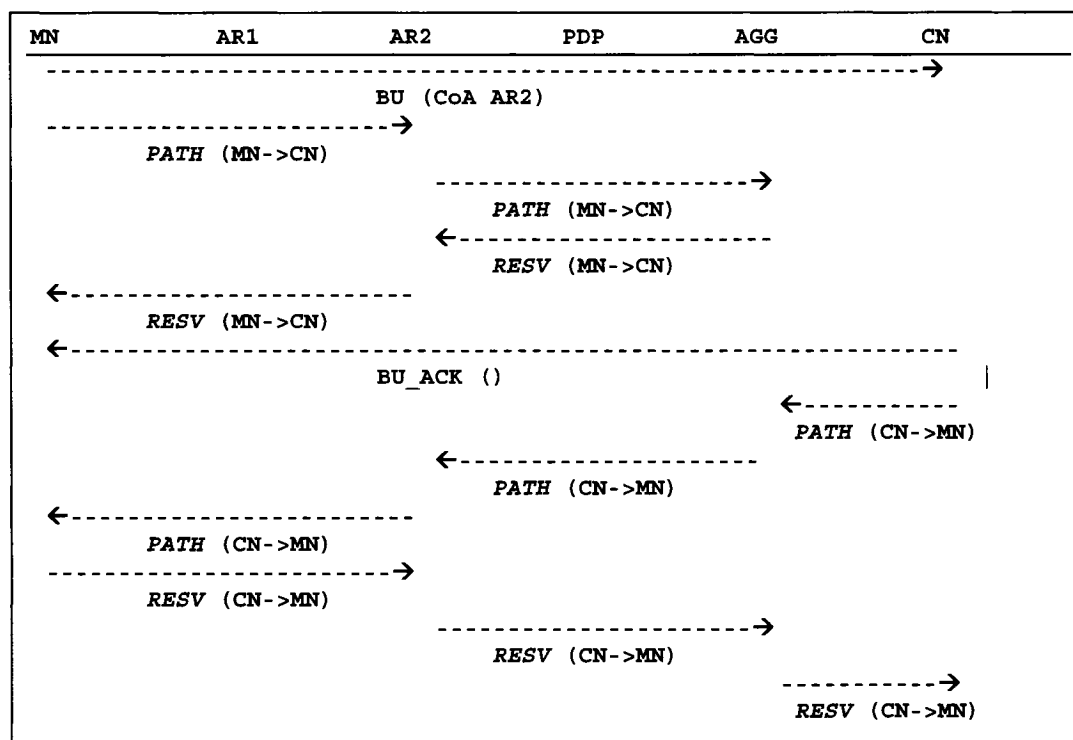 MN AR1 AR2 PDP AGG CN
BU (CoA AR2)
PATH (MN->CN)
PATH (MN->CN)
RESV (MN->CN)
RESV (MN->CN)
BU_ACK ()
PATH (CN->MN)
PATH (CN->MN)
PATH (CN->MN)
RESV (CN->MN)
RESV (CN->MN)
RESV (CN->MN)